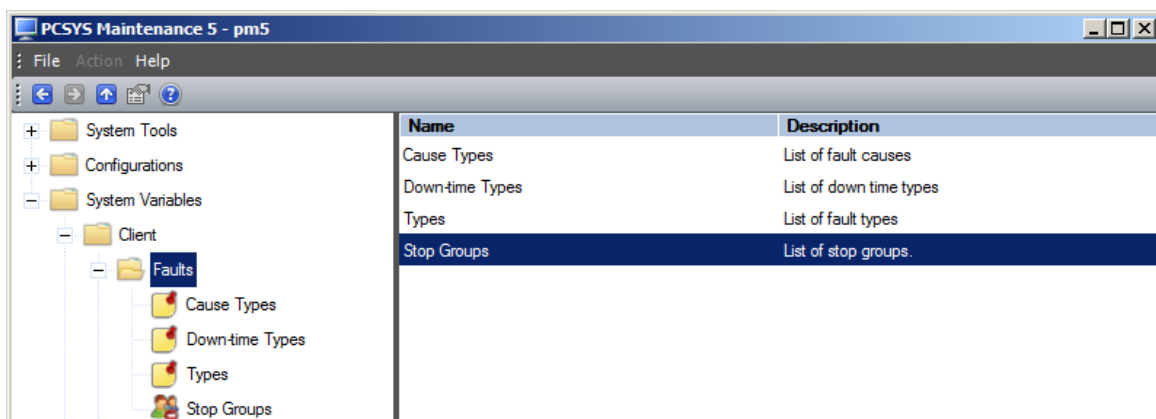 PCSYS Maintenance 5 - pm5
File Action Help
System Tools
Configurations
System Variables
Client
Faults
Cause Types
Down-time Types
Types
Stop Groups
Name Description
Cause Types List of fault causes
Down-time Types List of down time types
Types List of fault types
Stop Groups List of stop groups.